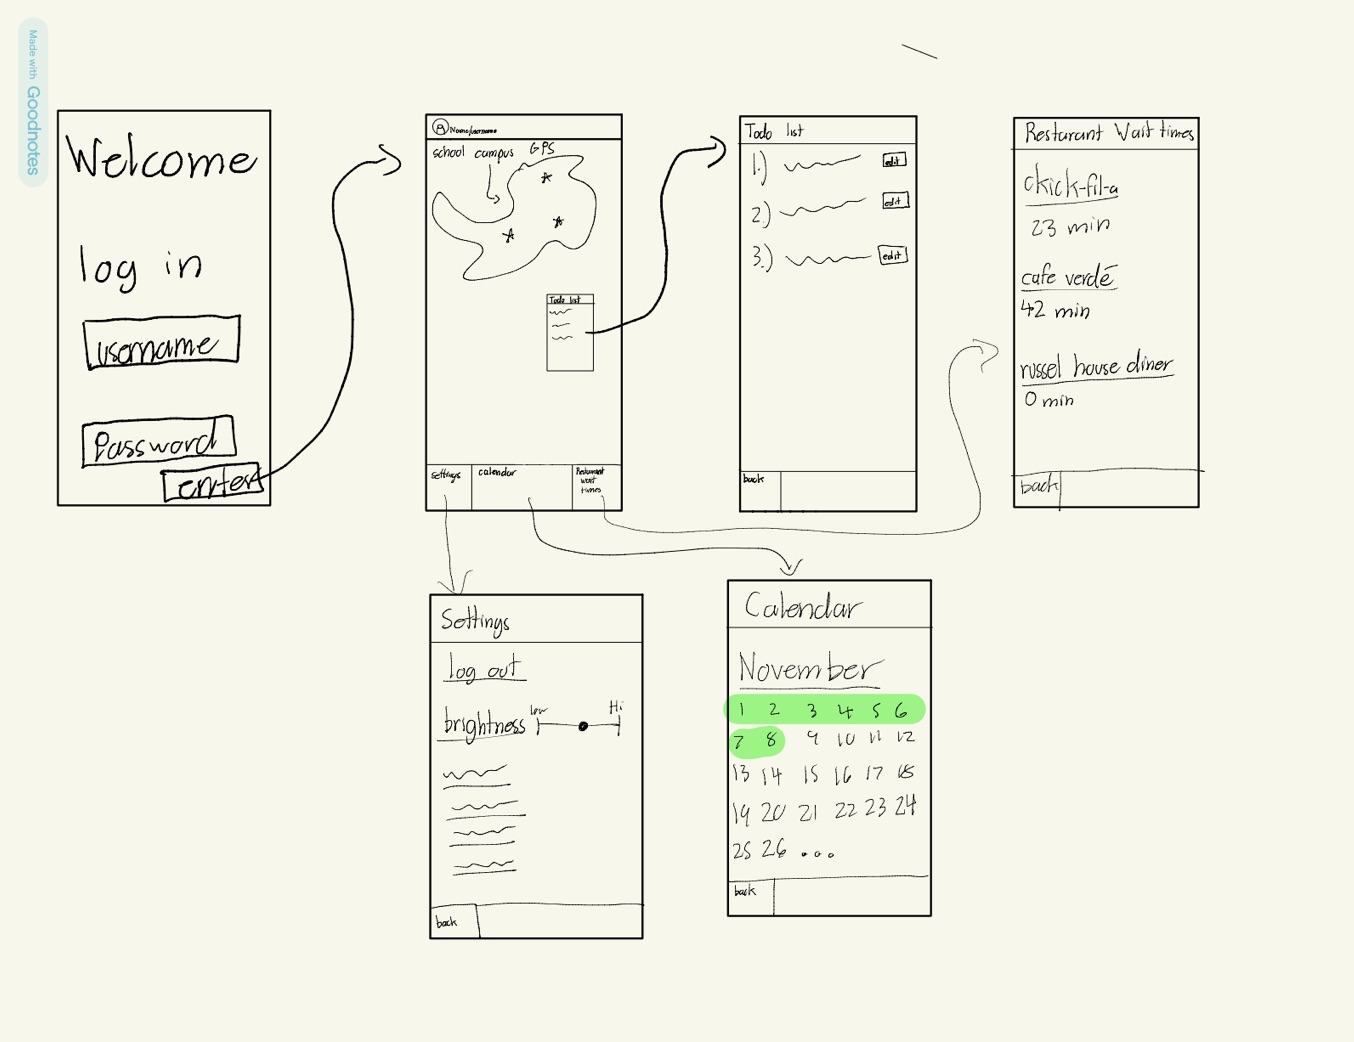 Made with Goodnotes
Welcome
log in
username
Password
enter
Name/username
school campus GPS
Todo list
settings
calendar
Restaurant
wait
times
Todo list
1.) edit
2.) edit
3.) edit
back
Restaurant Wait times
chick-fil-a
23 min
cafe verdé
42 min
russel house diner
0 min
back
Settings
log out
brightness low Hi
back
Calendar
November
1 2 3 4 5 6
7 8 9 10 11 12
13 14 15 16 17 18
19 20 21 22 23 24
25 26 ...
back